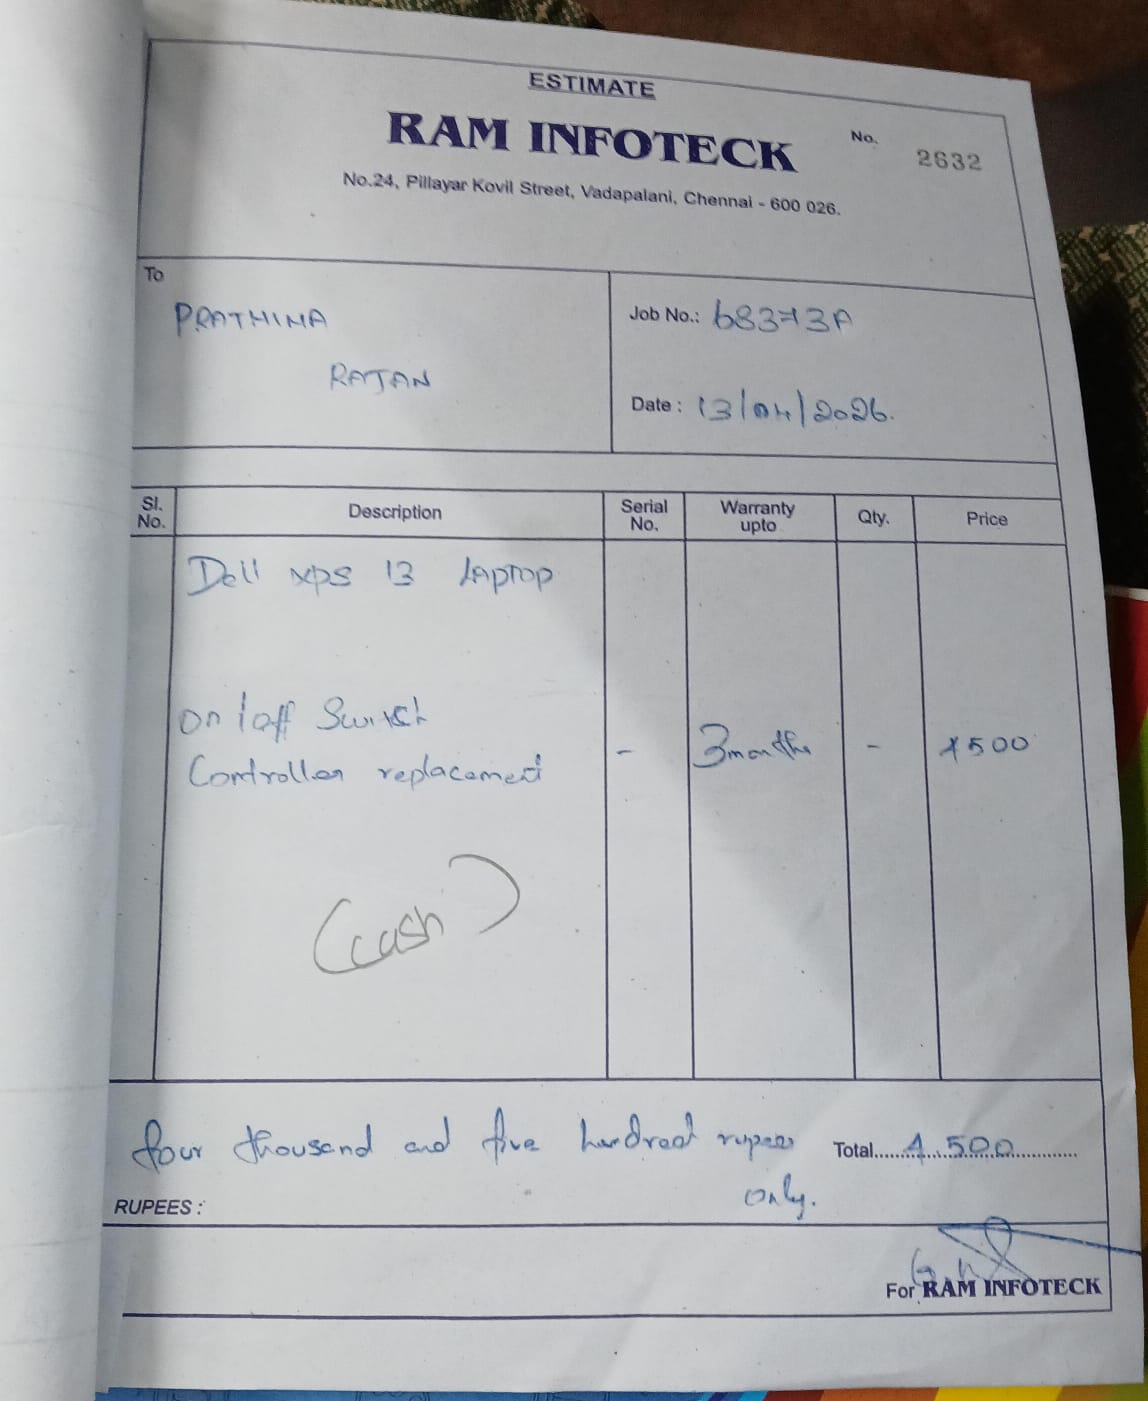 ESTIMATE
RAM INFOTECK
No. 2632
No.24, Pillayar Kovil Street, Vadapalani, Chennai - 600 026.
To
PRATHIMA
RAJAN
Job No.: 68373A
Date : 13/04/2026.
Sl. No. Description Serial No. Warranty upto Qty. Price
Dell xps 13 Laptop
on/off Switch
Controller replacement - 3 months - 4500
(cash)
four thousand and five hundred rupees Total 4.500
only.
RUPEES :
For RAM INFOTECK